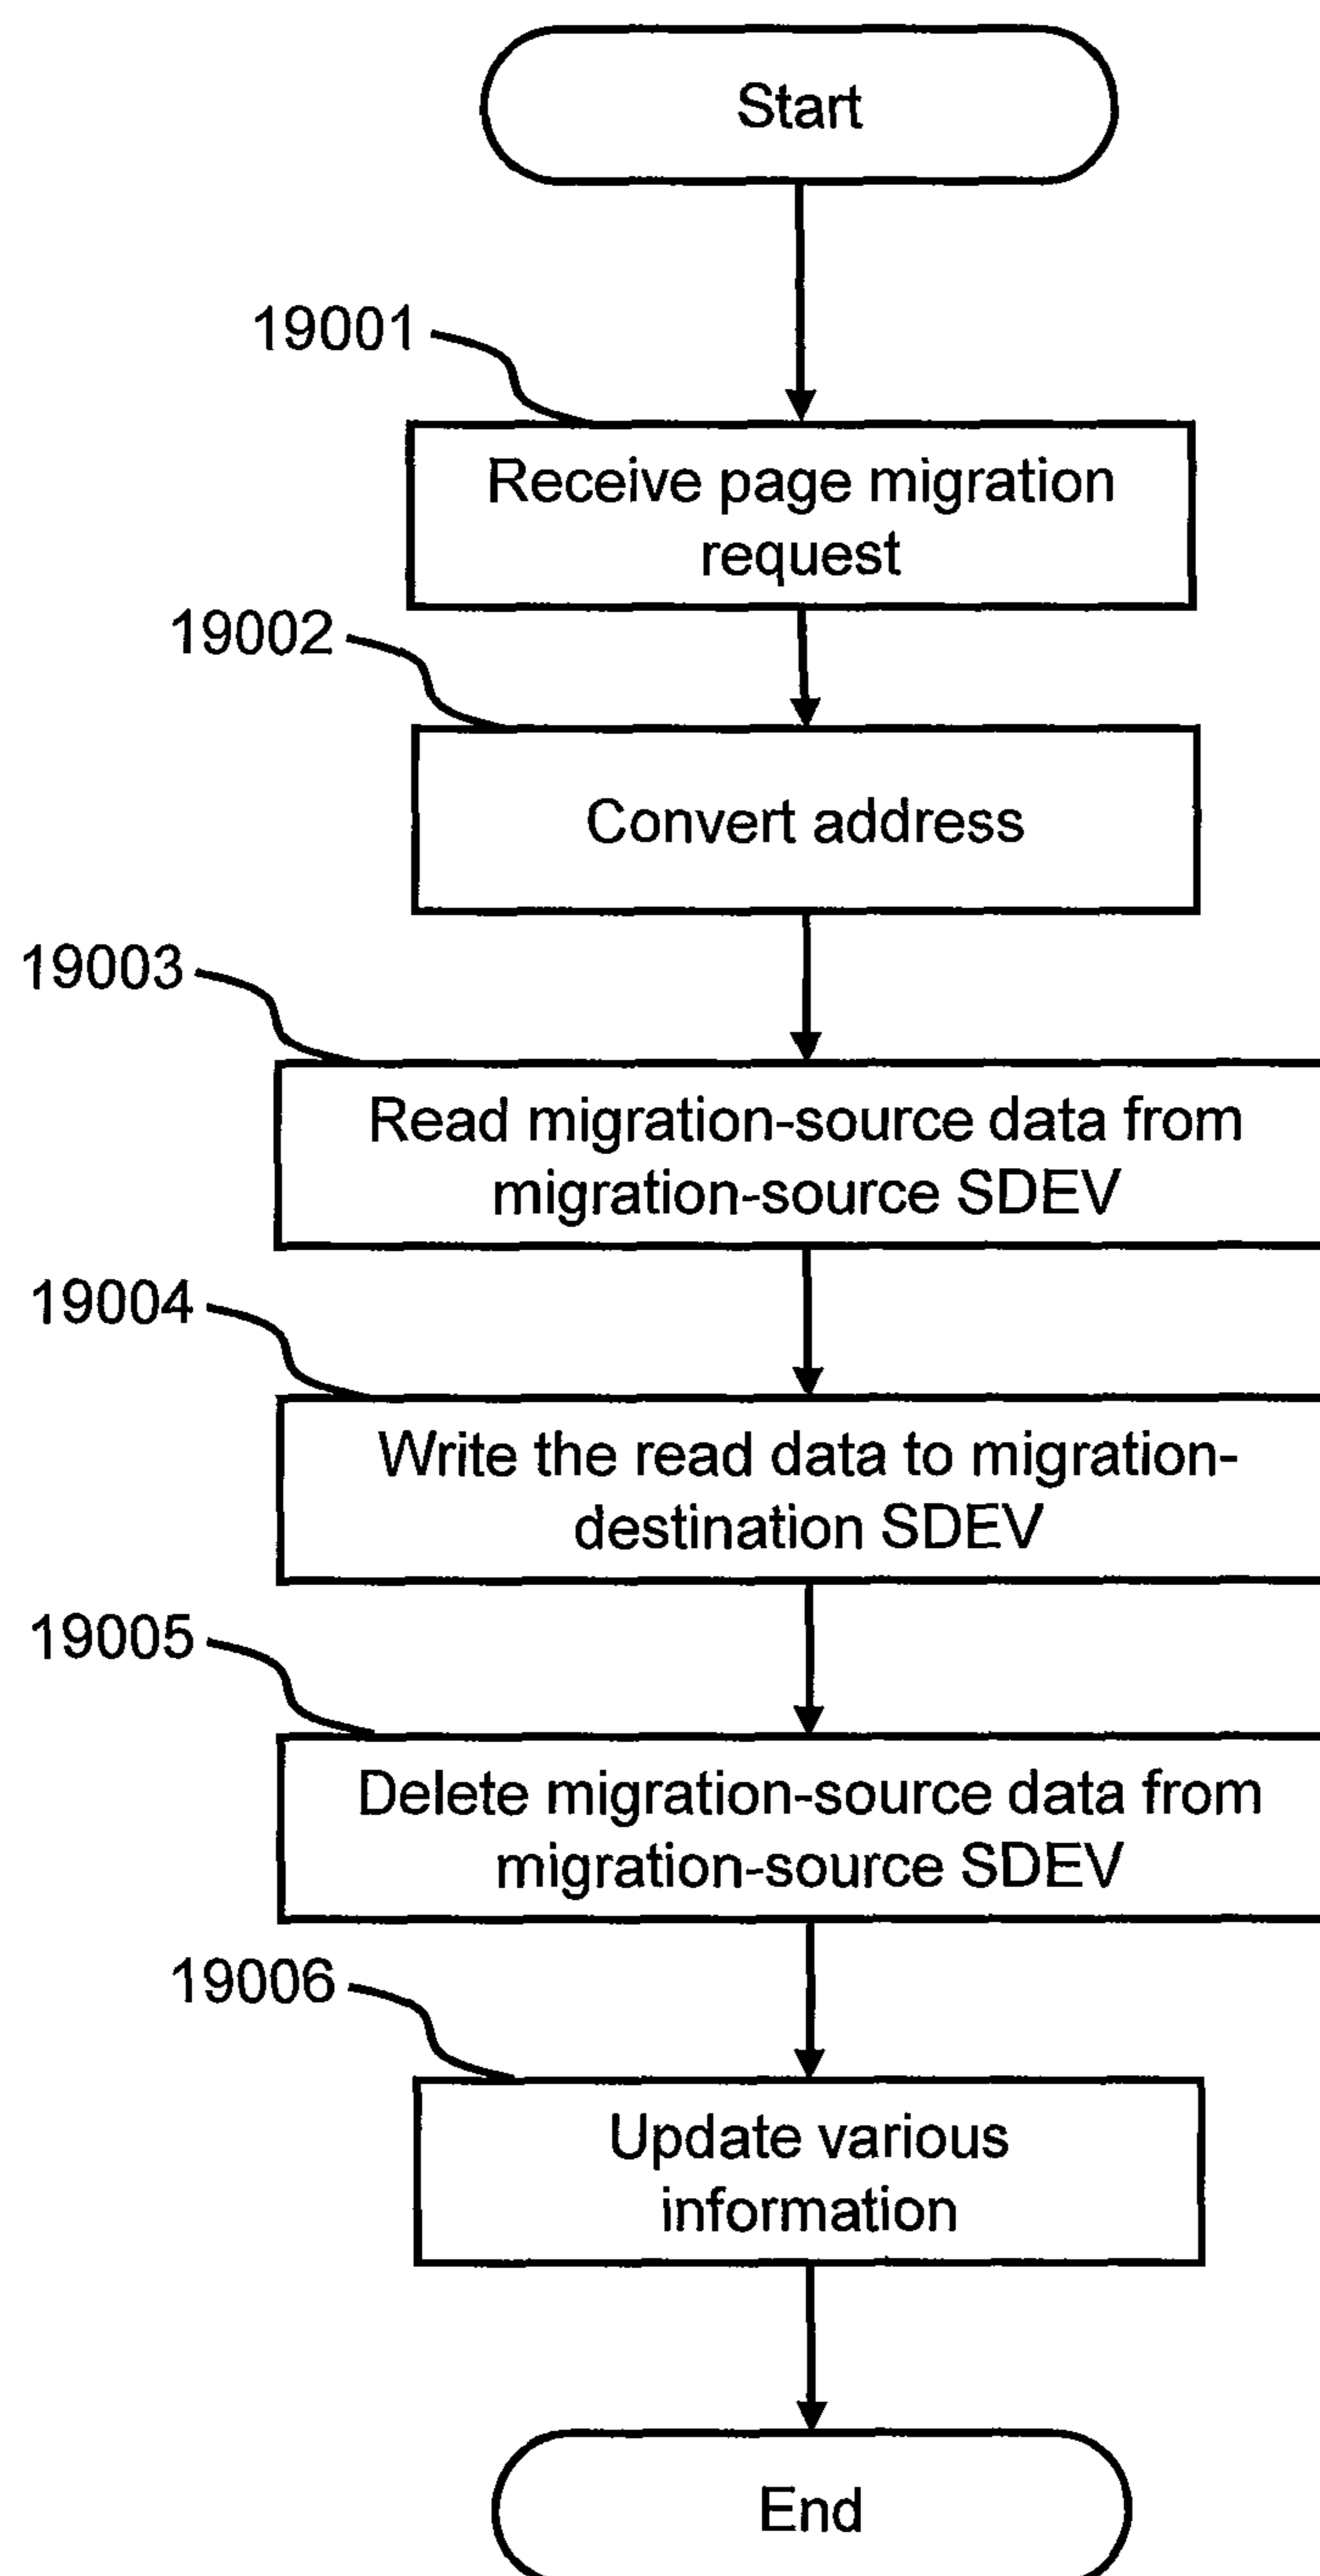 Start
19001
Receive page migration
request
19002
Convert address
19003
Read migration-source data from
migration-source SDEV
19004
Write the read data to migration-
destination SDEV
19005
Delete migration-source data from
migration-source SDEV
19006
Update various
information
End